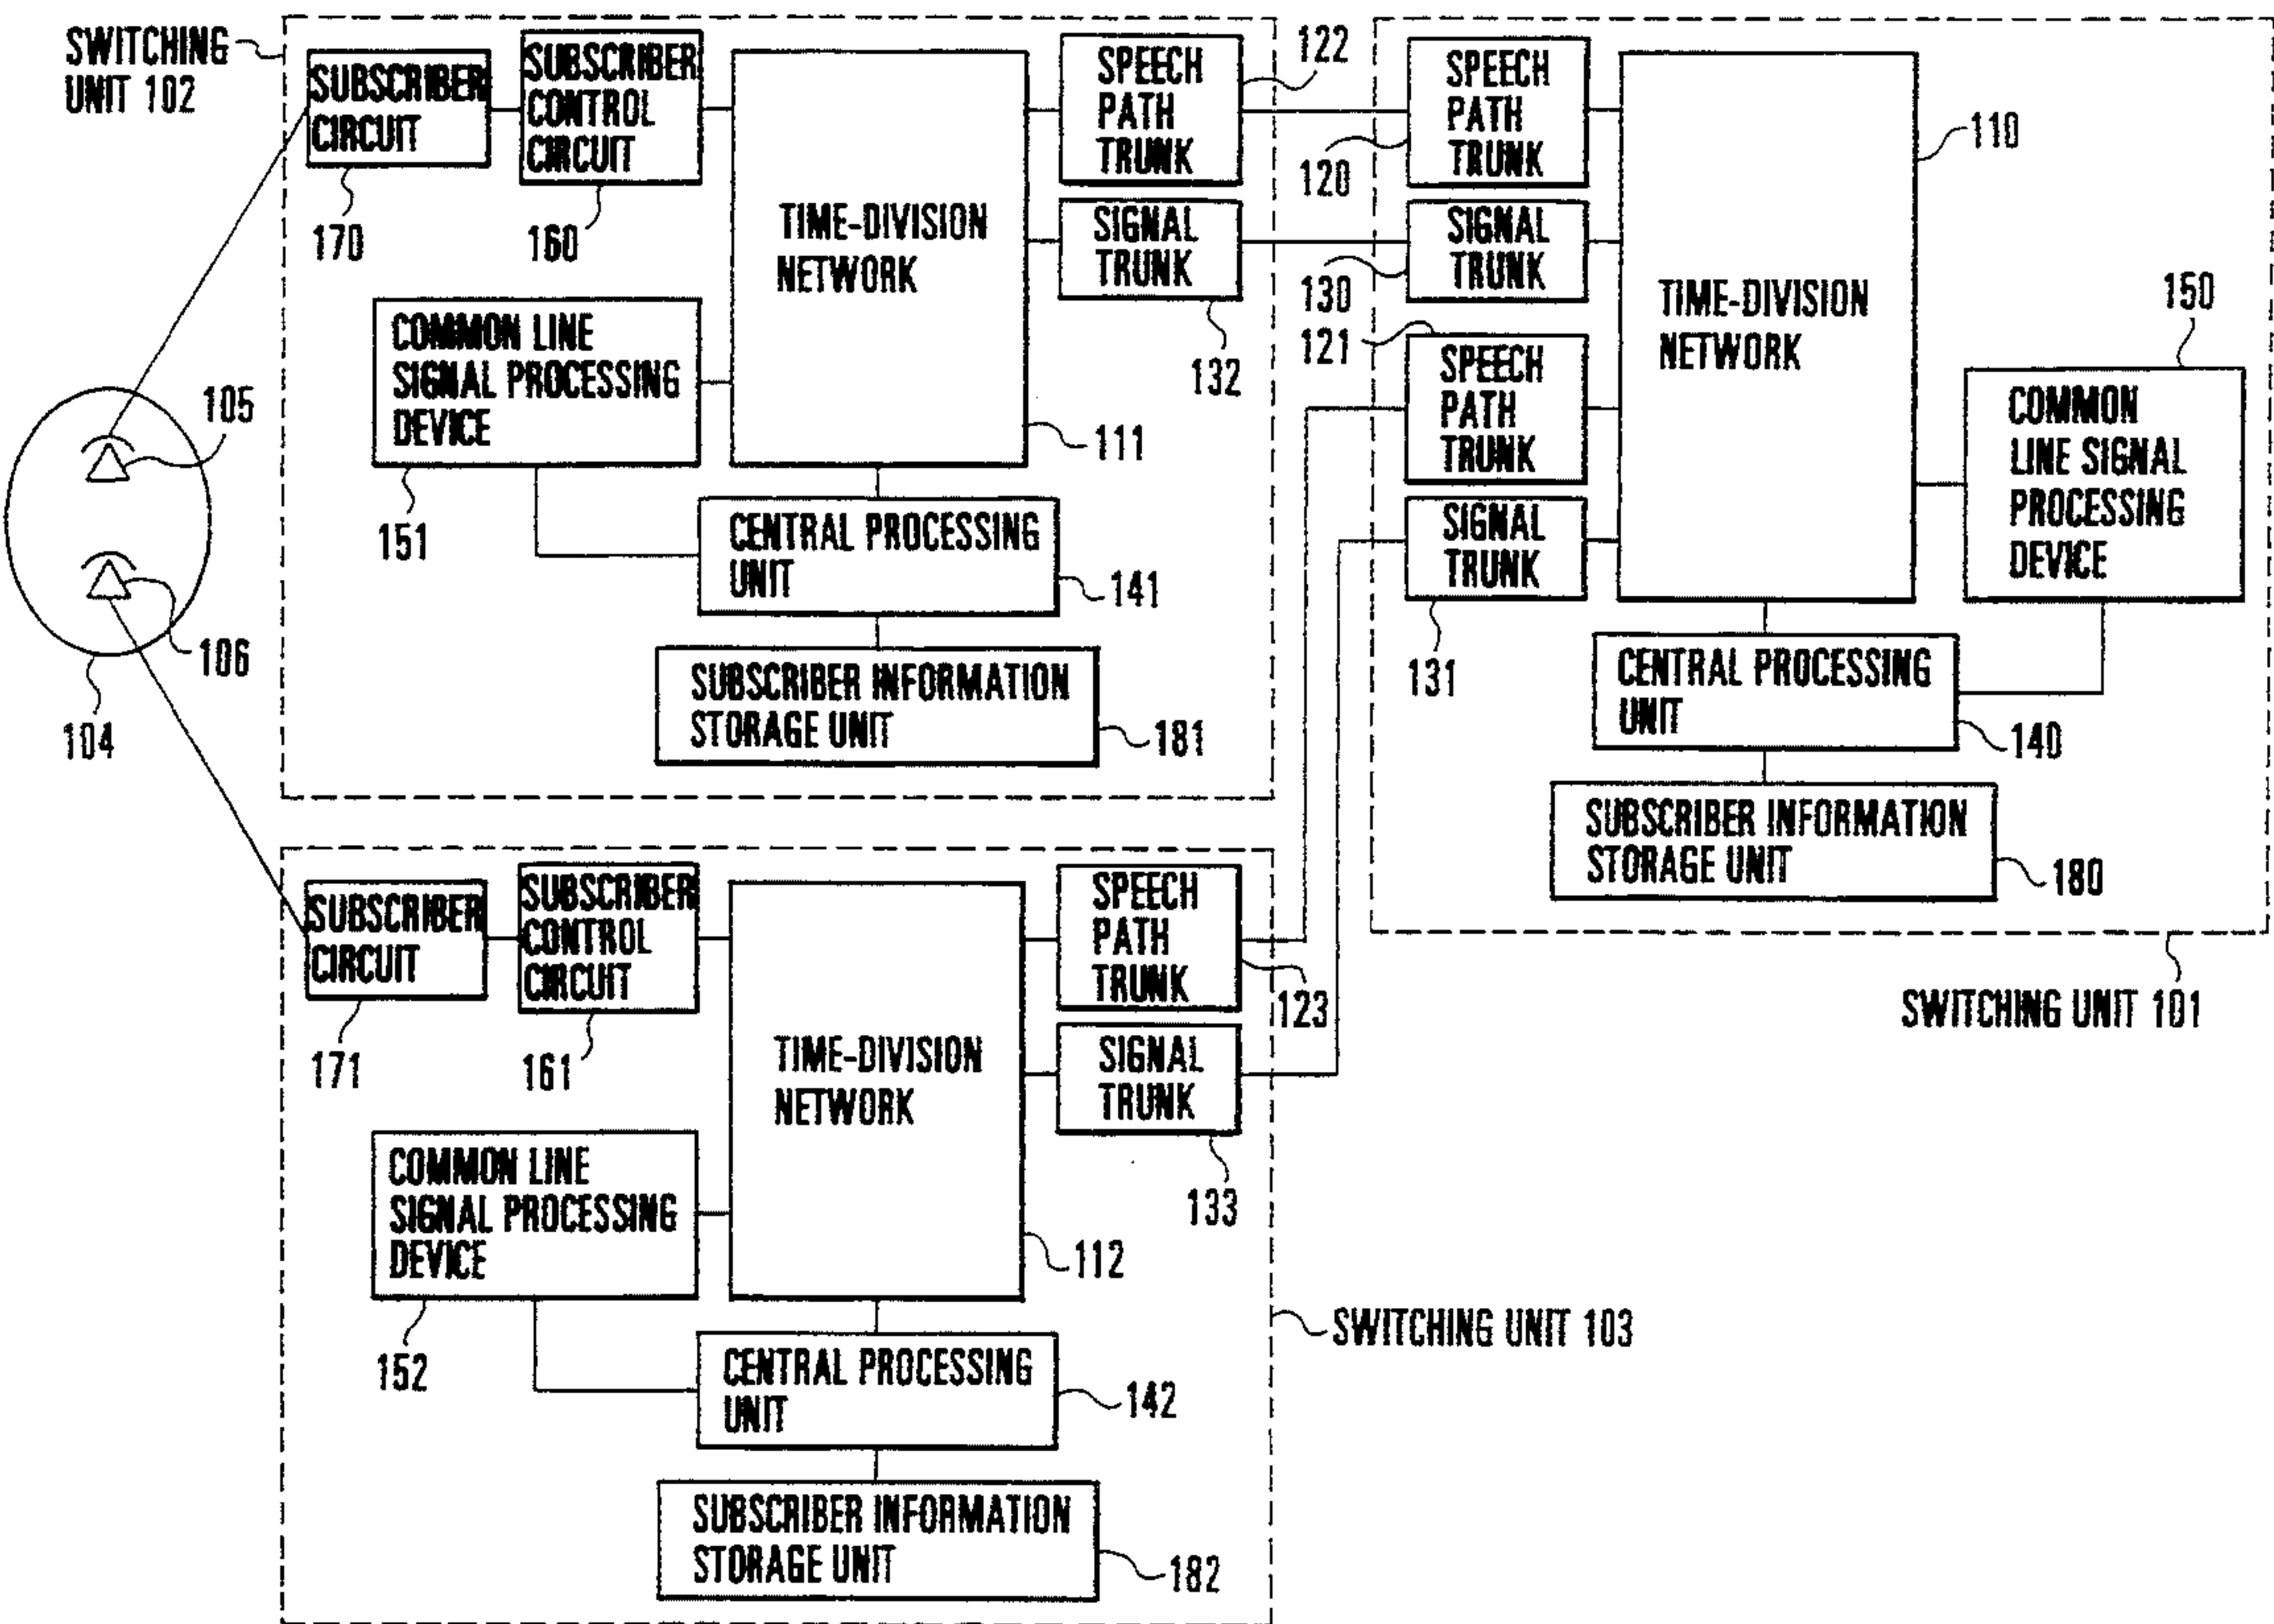 SWITCHING
UNIT 102
SUBSCRIBER
CIRCUIT
170
SUBSCRIBER
CONTROL
CIRCUIT
160
TIME-DIVISION
NETWORK
111
SPEECH
PATH
TRUNK
122
SIGNAL
TRUNK
132
COMMON LINE
SIGNAL PROCESSING
DEVICE
151
CENTRAL PROCESSING
UNIT
141
SUBSCRIBER INFORMATION
STORAGE UNIT
181
105
106
104
SPEECH
PATH
TRUNK
120
SIGNAL
TRUNK
130
121
SPEECH
PATH
TRUNK
SIGNAL
TRUNK
131
TIME-DIVISION
NETWORK
110
150
COMMON
LINE SIGNAL
PROCESSING
DEVICE
CENTRAL PROCESSING
UNIT
140
SUBSCRIBER INFORMATION
STORAGE UNIT
180
SWITCHING UNIT 101
SUBSCRIBER
CIRCUIT
171
SUBSCRIBER
CONTROL
CIRCUIT
161
TIME-DIVISION
NETWORK
112
SPEECH
PATH
TRUNK
123
SIGNAL
TRUNK
133
COMMON LINE
SIGNAL PROCESSING
DEVICE
152
CENTRAL PROCESSING
UNIT
142
SUBSCRIBER INFORMATION
STORAGE UNIT
182
SWITCHING UNIT 103